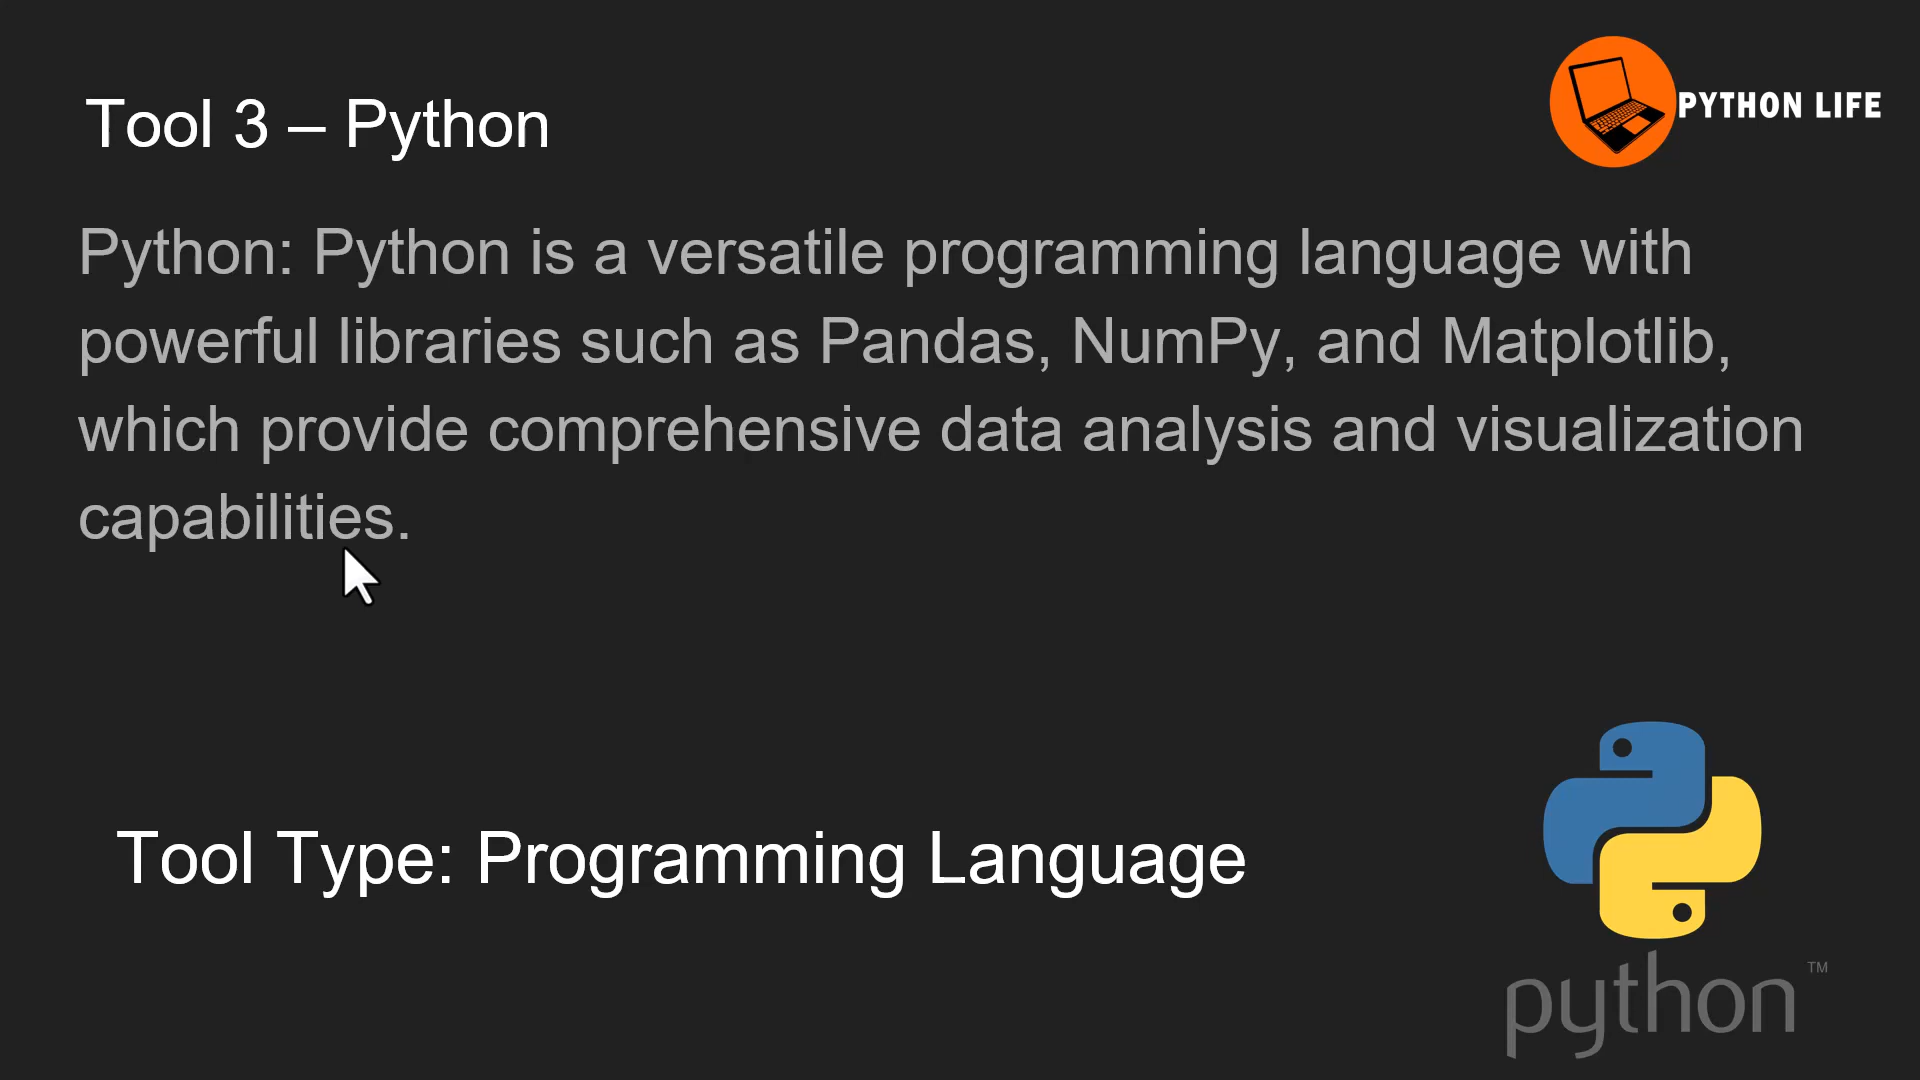 Tool 3 – Python
PYTHON LIFE
Python: Python is a versatile programming language with
powerful libraries such as Pandas, NumPy, and Matplotlib,
which provide comprehensive data analysis and visualization
capabilities.
Tool Type: Programming Language
python™